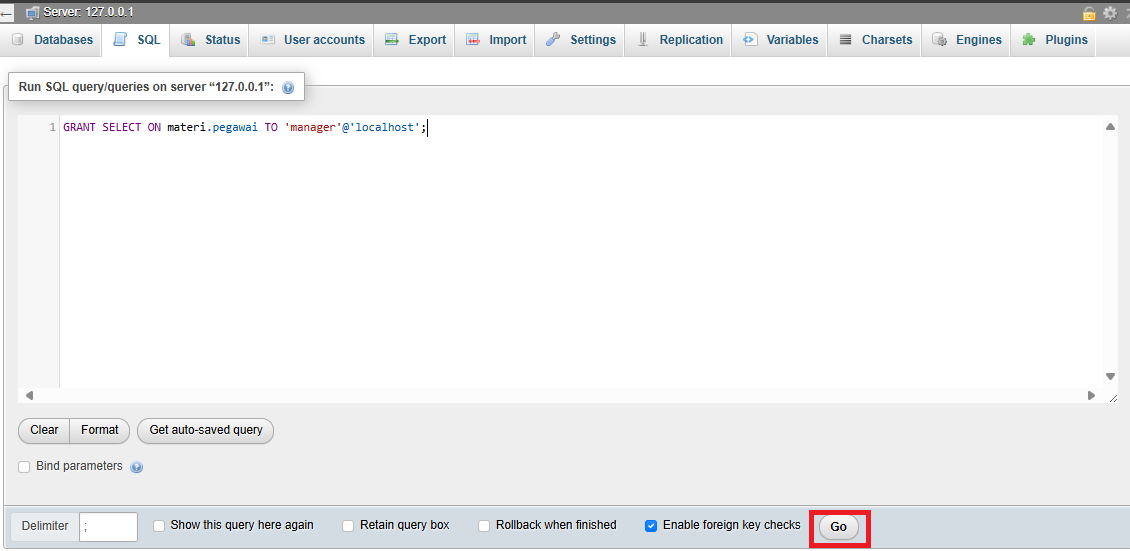 Server: 127.0.0.1
Databases SQL Status User accounts Export Import Settings Replication Variables Charsets Engines Plugins
Run SQL query/queries on server “127.0.0.1”:
1 GRANT SELECT ON materi.pegawai TO 'manager'@'localhost';
Clear Format Get auto-saved query
Bind parameters
Delimiter ; Show this query here again Retain query box Rollback when finished Enable foreign key checks Go